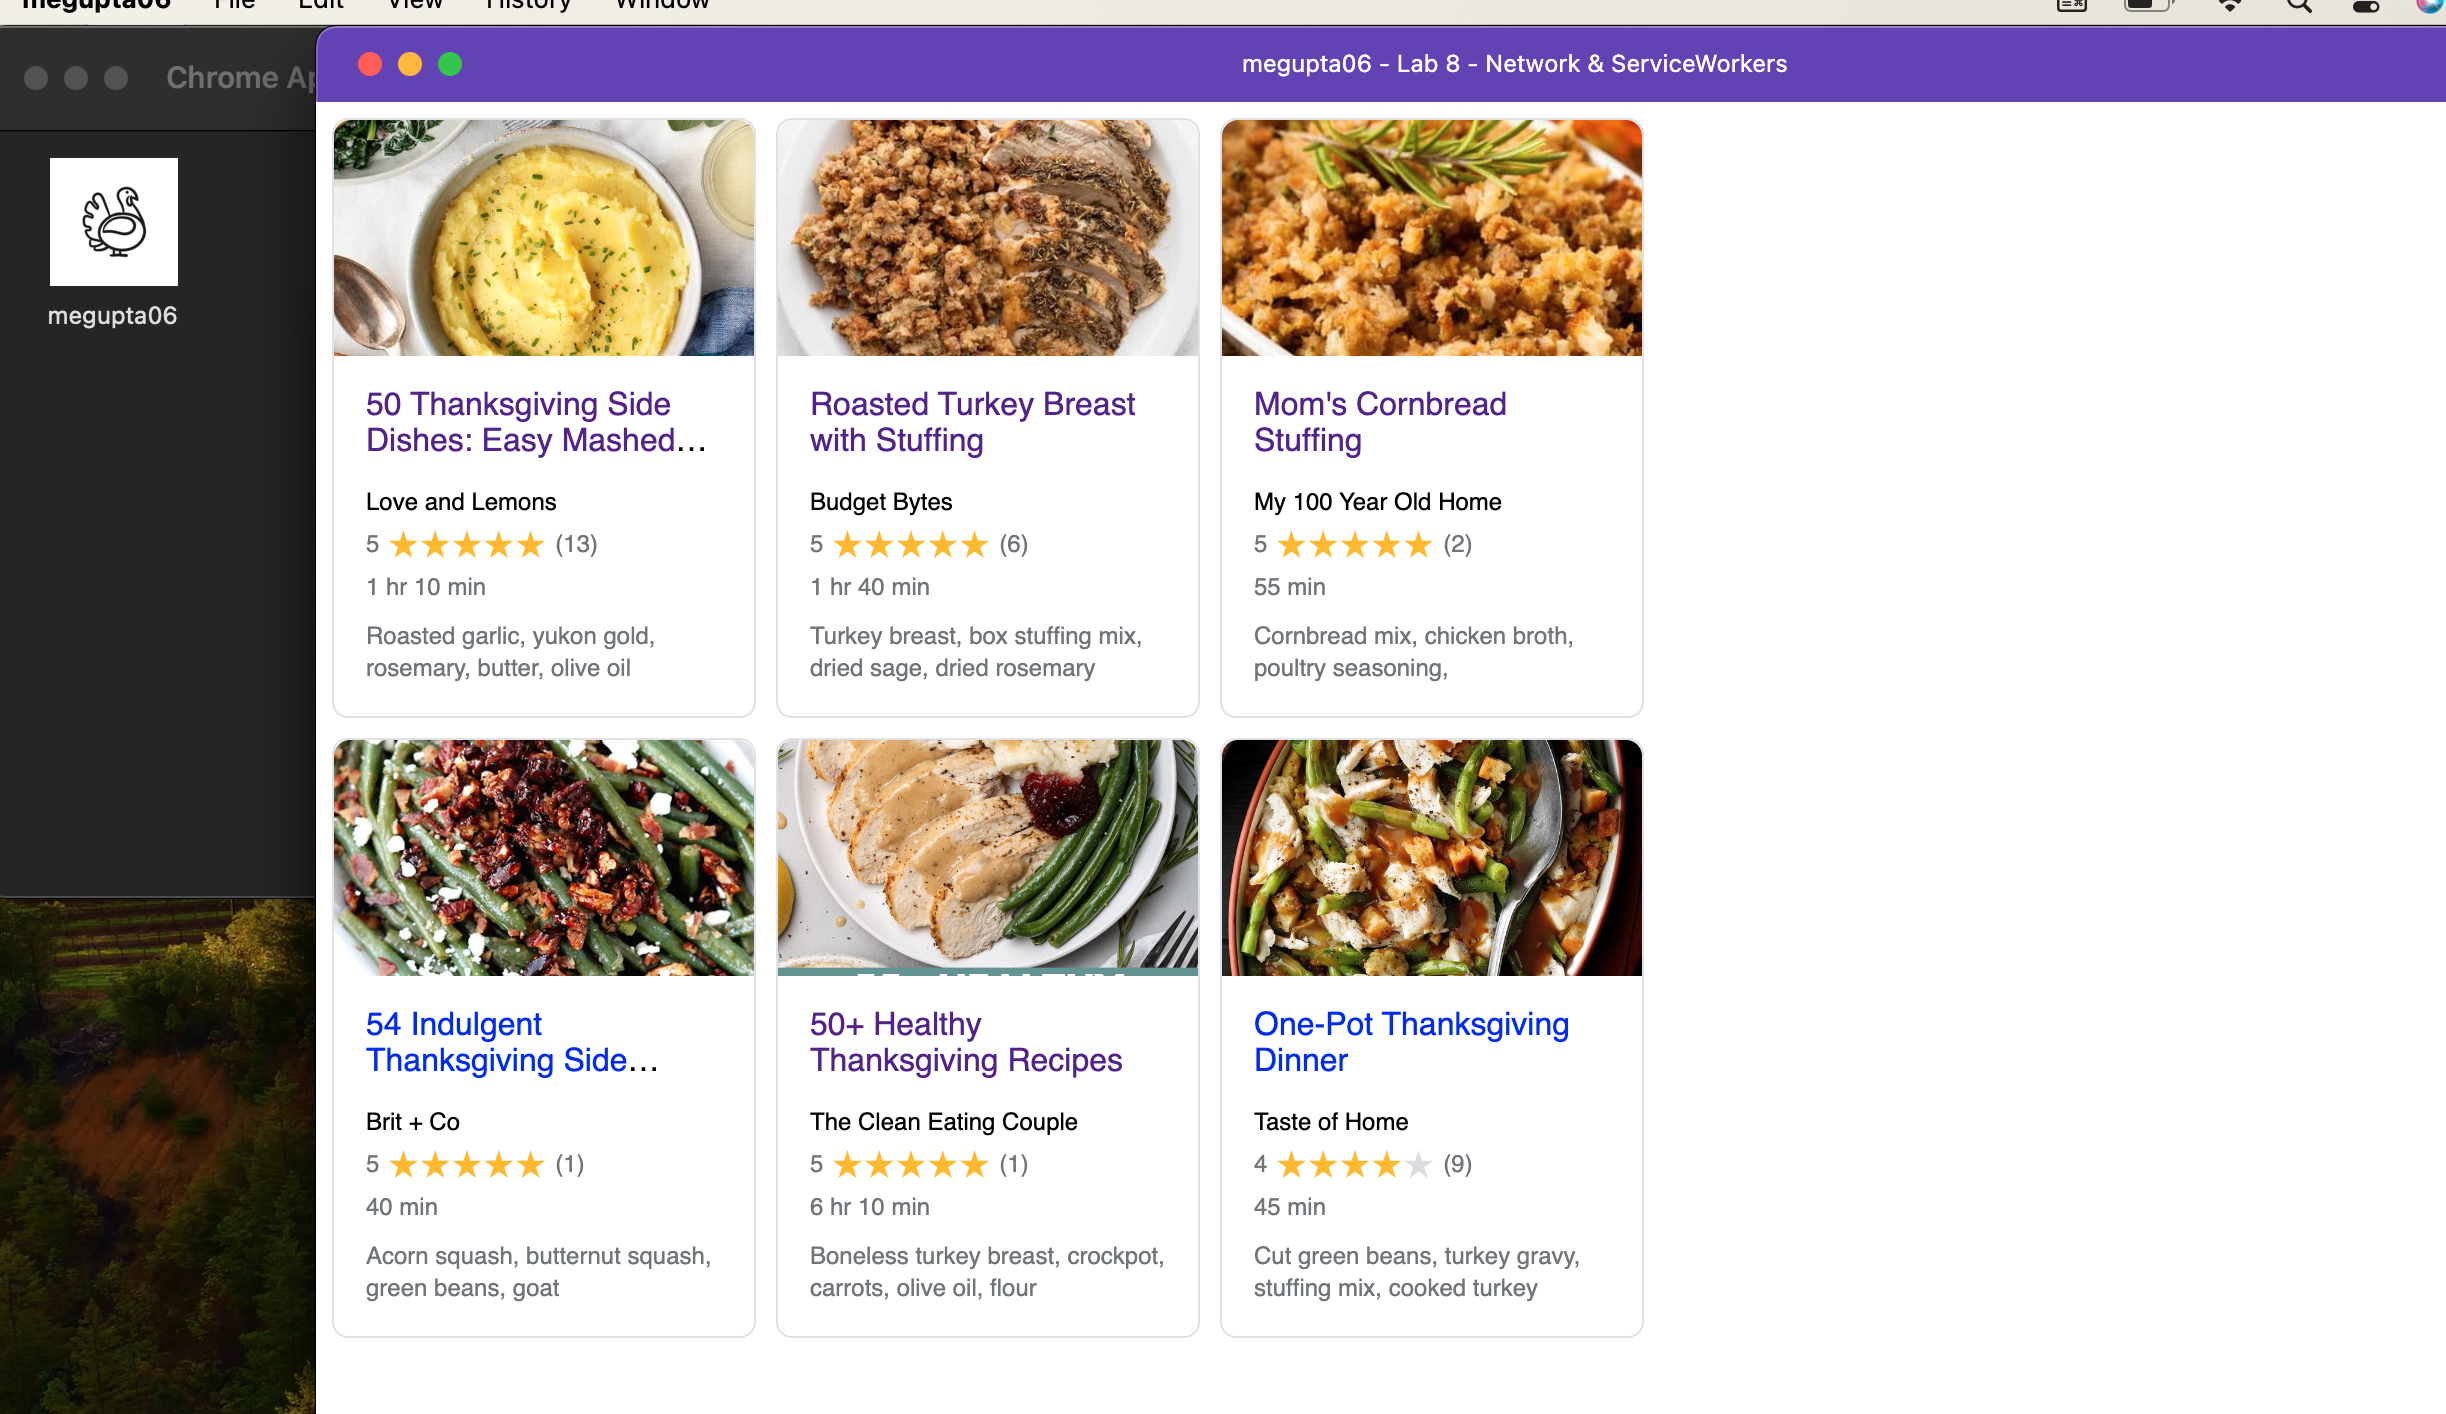 megupta06 File Edit View History Window
Chrome Ap
megupta06 - Lab 8 - Network & ServiceWorkers
megupta06
50 Thanksgiving Side
Dishes: Easy Mashed...
Love and Lemons
5 ★★★★★ (13)
1 hr 10 min
Roasted garlic, yukon gold,
rosemary, butter, olive oil
Roasted Turkey Breast
with Stuffing
Budget Bytes
5 ★★★★★ (6)
1 hr 40 min
Turkey breast, box stuffing mix,
dried sage, dried rosemary
Mom's Cornbread
Stuffing
My 100 Year Old Home
5 ★★★★★ (2)
55 min
Cornbread mix, chicken broth,
poultry seasoning,
54 Indulgent
Thanksgiving Side...
Brit + Co
5 ★★★★★ (1)
40 min
Acorn squash, butternut squash,
green beans, goat
50+ Healthy
Thanksgiving Recipes
The Clean Eating Couple
5 ★★★★★ (1)
6 hr 10 min
Boneless turkey breast, crockpot,
carrots, olive oil, flour
One-Pot Thanksgiving
Dinner
Taste of Home
4 ★★★★★ (9)
45 min
Cut green beans, turkey gravy,
stuffing mix, cooked turkey